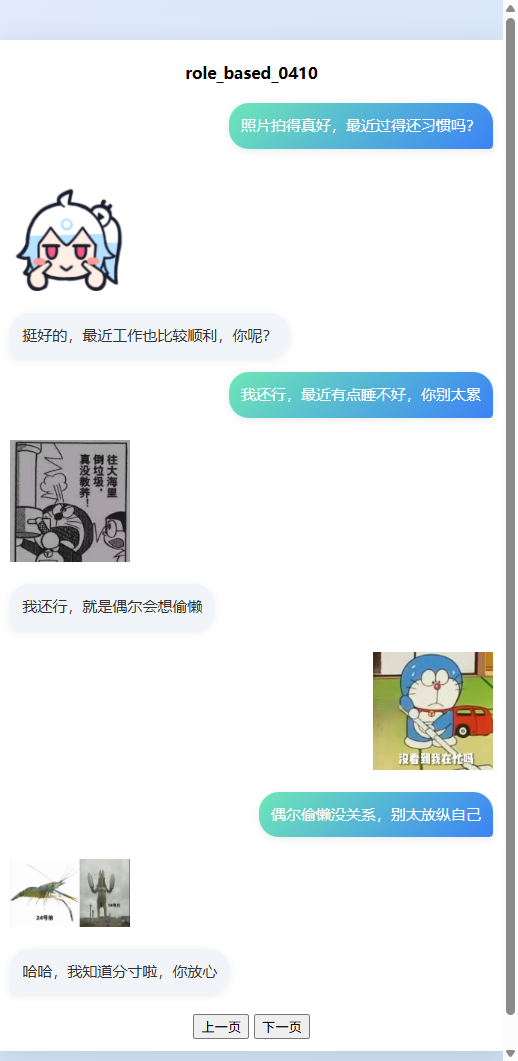 role_based_0410
照片拍得真好，最近过得还习惯吗？
挺好的，最近工作也比较顺利，你呢？
我还行，最近有点睡不好，你别太累
往大海里
倒垃圾，
真没教养！
我还行，就是偶尔会想偷懒
没看到我在忙吗
偶尔偷懒没关系，别太放纵自己
24号弟
哈哈，我知道分寸啦，你放心
上一页
下一页